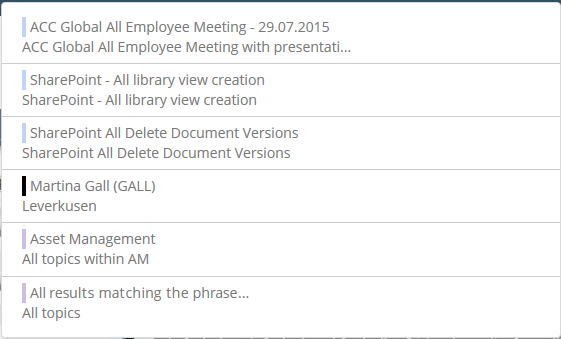 ACC Global All Employee Meeting - 29.07.2015
ACC Global All Employee Meeting with presentati...
SharePoint - All library view creation
SharePoint - All library view creation
SharePoint All Delete Document Versions
SharePoint All Delete Document Versions
Martina Gall (GALL)
Leverkusen
Asset Management
All topics within AM
All results matching the phrase...
All topics